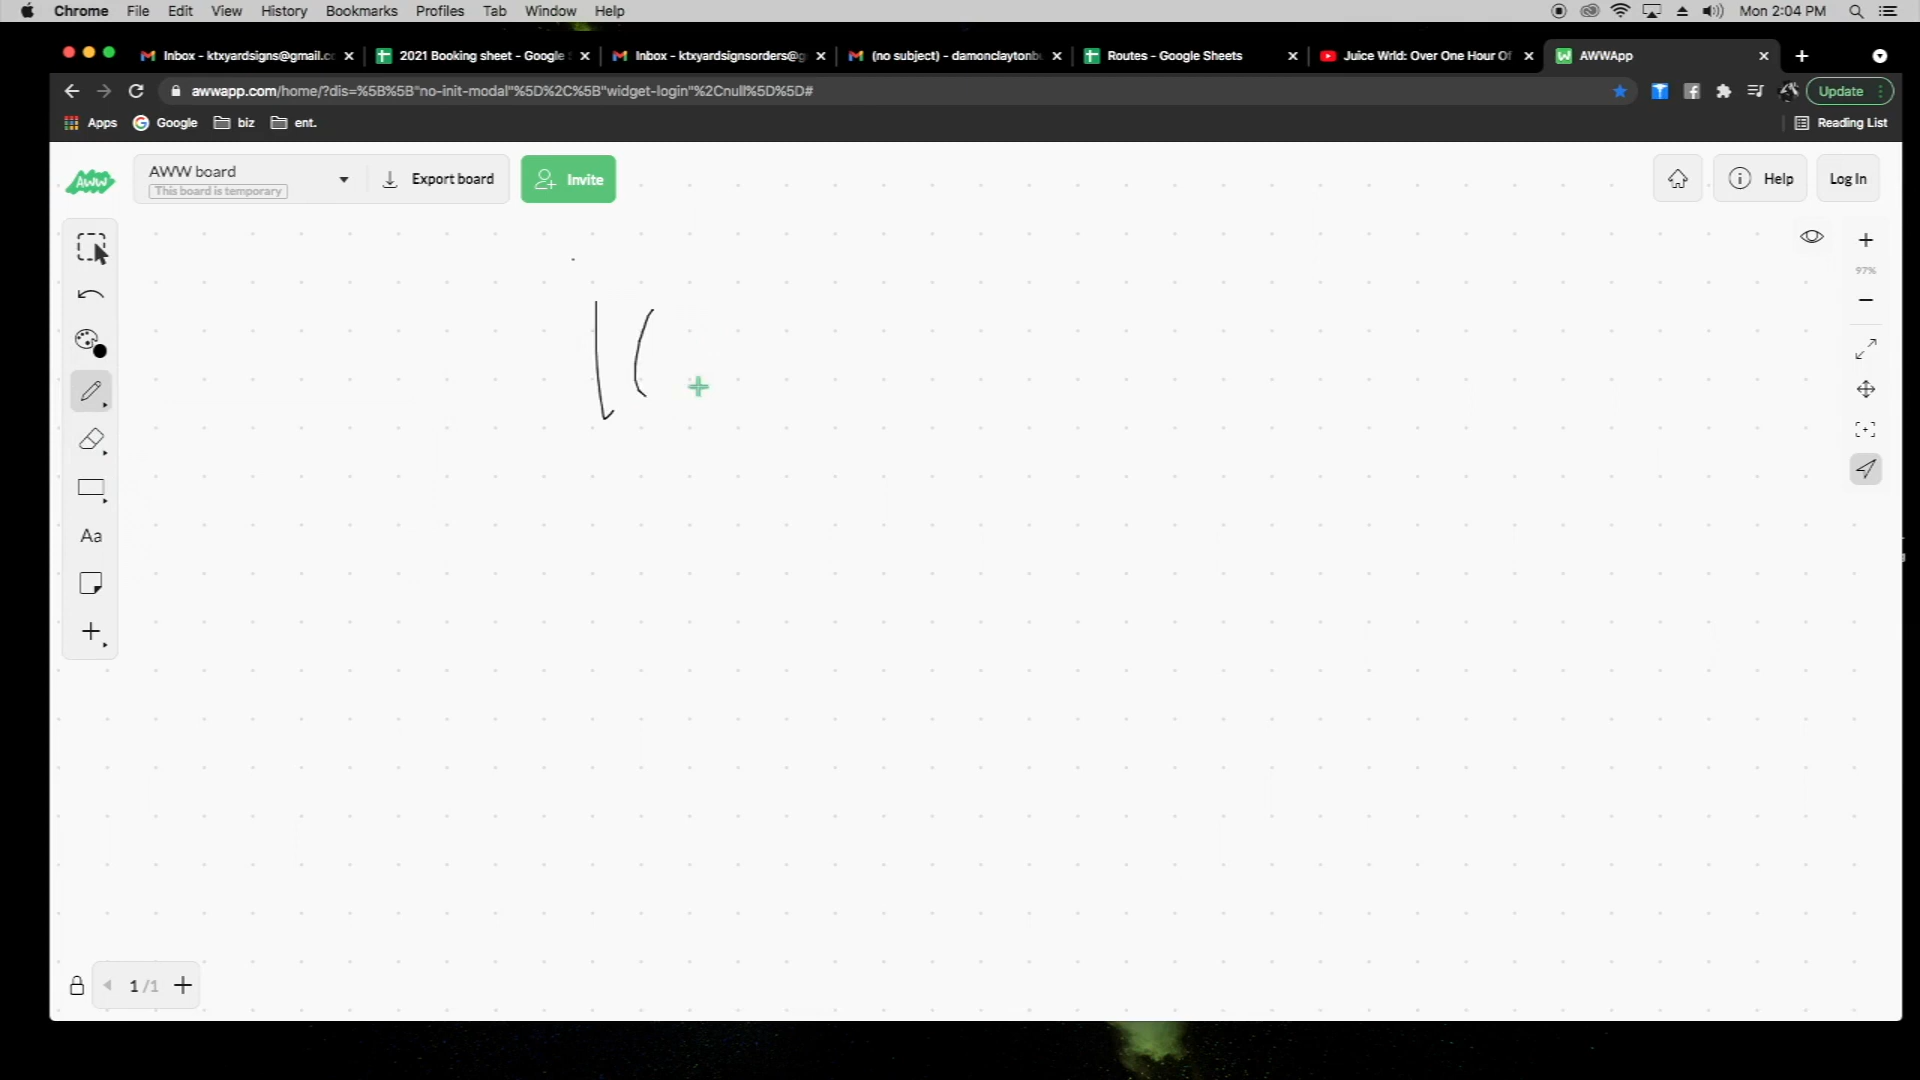 Chrome File Edit View History Bookmarks Profiles Tab Window Help Mon 2:04 PM
Inbox - ktxyardsigns@gmail.c 2021 Booking sheet - Google Inbox - ktxyardsignsorders@g (no subject) - damonclaytonb Routes - Google Sheets Juice Wrld: Over One Hour Of AWWApp
awwapp.com/home/?dis=%5B%5B"no-init-modal"%5D%2C%5B"widget-login"%2Cnull%5D%5D# Update
Apps Google biz ent. Reading List
AWW AWW board Export board Invite Help Log In
This board is temporary
97%
Aa
1 /1